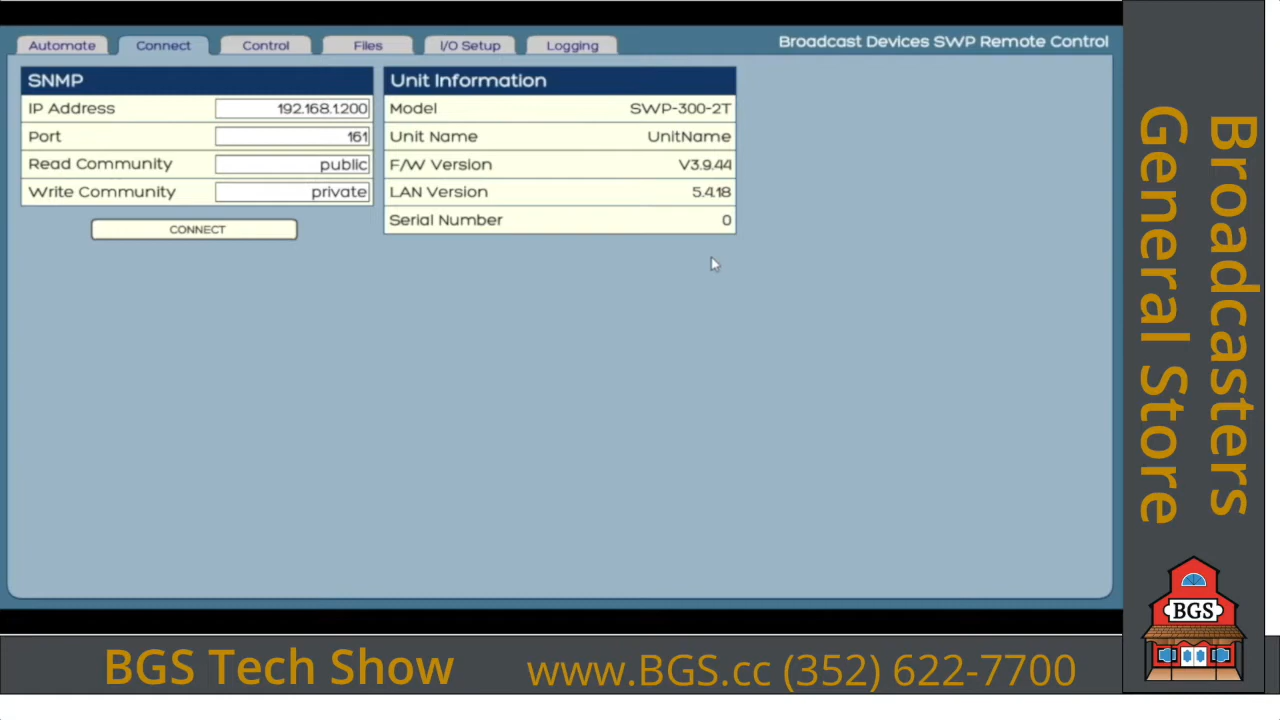 Automate Connect Control Files I/O Setup Logging Broadcast Devices SWP Remote Control
SNMP
IP Address 192.168.1.200
Port 161
Read Community public
Write Community private
CONNECT
Unit Information
Model SWP-300-2T
Unit Name UnitName
F/W Version V3.9.44
LAN Version 5.4.18
Serial Number 0
Broadcasters
General Store
BGS
BGS Tech Show www.BGS.cc (352) 622-7700